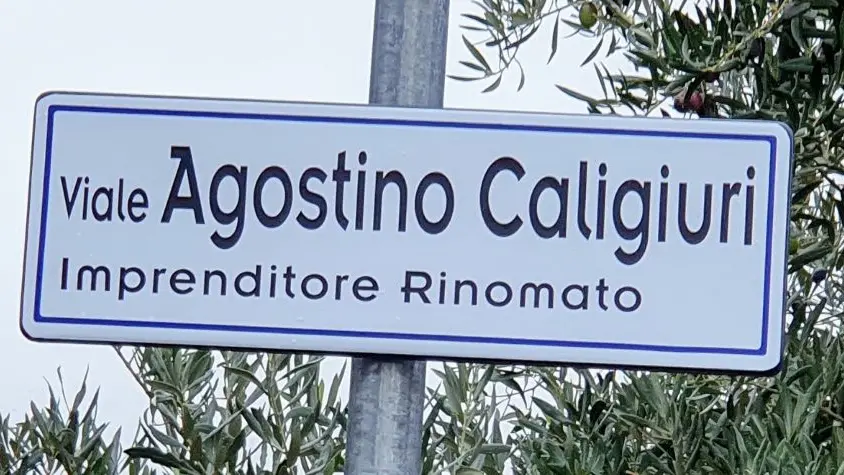 Viale Agostino Caligiuri
Imprenditore Rinomato